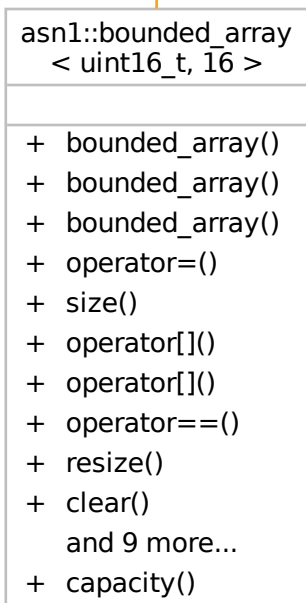 asn1::bounded_array
< uint16_t, 16 >
+ bounded_array()
+ bounded_array()
+ bounded_array()
+ operator=()
+ size()
+ operator[]()
+ operator[]()
+ operator==()
+ resize()
+ clear()
and 9 more...
+ capacity()